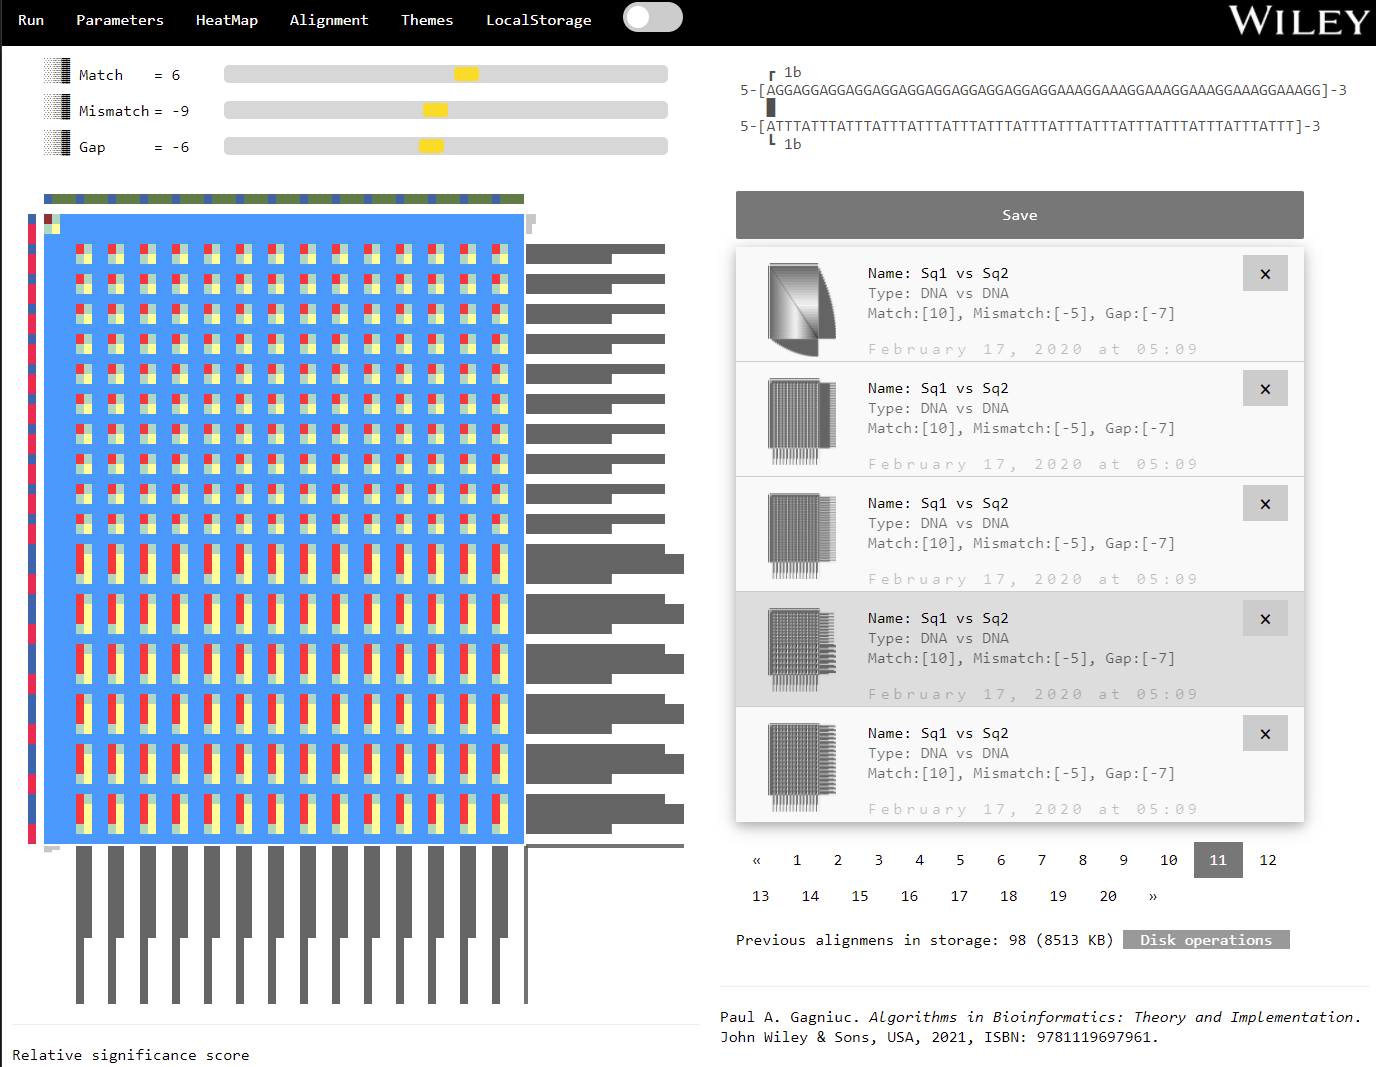 Run Parameters HeatMap Alignment Themes LocalStorage WILEY
Match = 6
Mismatch = -9
Gap = -6
1b
5-[AGGAGGAGGAGGAGGAGGAGGAGGAGGAGGAGGAAAGGAAAGGAAAGGAAAGGAAAGGAAAGG]-3
5-[ATTTATTTATTTATTTATTTATTTATTTATTTATTTATTTATTTATTTATTTATTTATTT]-3
1b
Save
Name: Sq1 vs Sq2 ×
Type: DNA vs DNA
Match:[10], Mismatch:[-5], Gap:[-7]
February 17, 2020 at 05:09
Name: Sq1 vs Sq2 ×
Type: DNA vs DNA
Match:[10], Mismatch:[-5], Gap:[-7]
February 17, 2020 at 05:09
Name: Sq1 vs Sq2 ×
Type: DNA vs DNA
Match:[10], Mismatch:[-5], Gap:[-7]
February 17, 2020 at 05:09
Name: Sq1 vs Sq2 ×
Type: DNA vs DNA
Match:[10], Mismatch:[-5], Gap:[-7]
February 17, 2020 at 05:09
Name: Sq1 vs Sq2 ×
Type: DNA vs DNA
Match:[10], Mismatch:[-5], Gap:[-7]
February 17, 2020 at 05:09
« 1 2 3 4 5 6 7 8 9 10 11 12
13 14 15 16 17 18 19 20 »
Previous alignmens in storage: 98 (8513 KB) Disk operations
Paul A. Gagniuc. Algorithms in Bioinformatics: Theory and Implementation.
John Wiley & Sons, USA, 2021, ISBN: 9781119697961.
Relative significance score